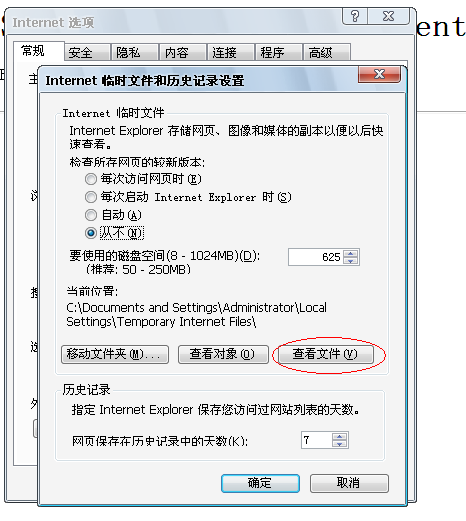 Internet 选项
ent
常规 安全 隐私 内容 连接 程序 高级
Internet 临时文件和历史记录设置
Internet 临时文件
Internet Explorer 存储网页、图像和媒体的副本以便以后快
速查看。
检查所存网页的较新版本:
每次访问网页时(E)
每次启动 Internet Explorer 时(S)
自动(A)
从不(N)
要使用的磁盘空间(8 - 1024MB)(D): 625
(推荐: 50 - 250MB)
当前位置:
C:\Documents and Settings\Administrator\Local
Settings\Temporary Internet Files\
移动文件夹(M)... 查看对象(O) 查看文件(V)
历史记录
指定 Internet Explorer 保存您访问过网站列表的天数。
网页保存在历史记录中的天数(K): 7
确定 取消